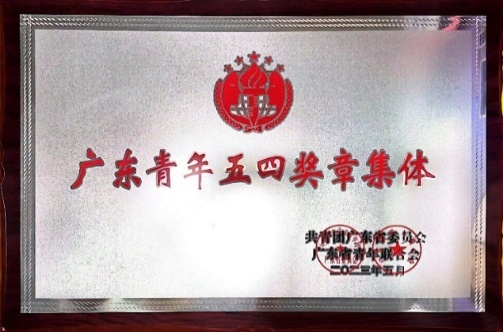 广东青年五四奖章集体
共青团广东省委员会
广东省青年联合会
二〇二三年五月